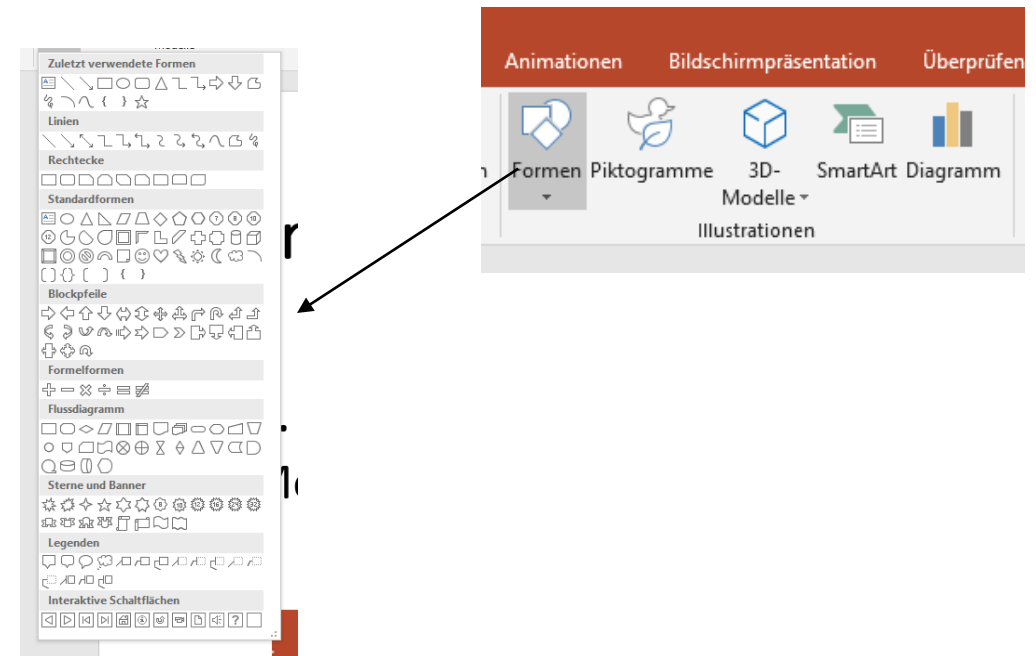 Zuletzt verwendete Formen
Linien
Rechtecke
Standardformen
Blockpfeile
Formelformen
Flussdiagramm
Sterne und Banner
Legenden
Interaktive Schaltflächen
Animationen Bildschirmpräsentation Überprüfen
Formen Piktogramme 3D- SmartArt Diagramm
Modelle
Illustrationen